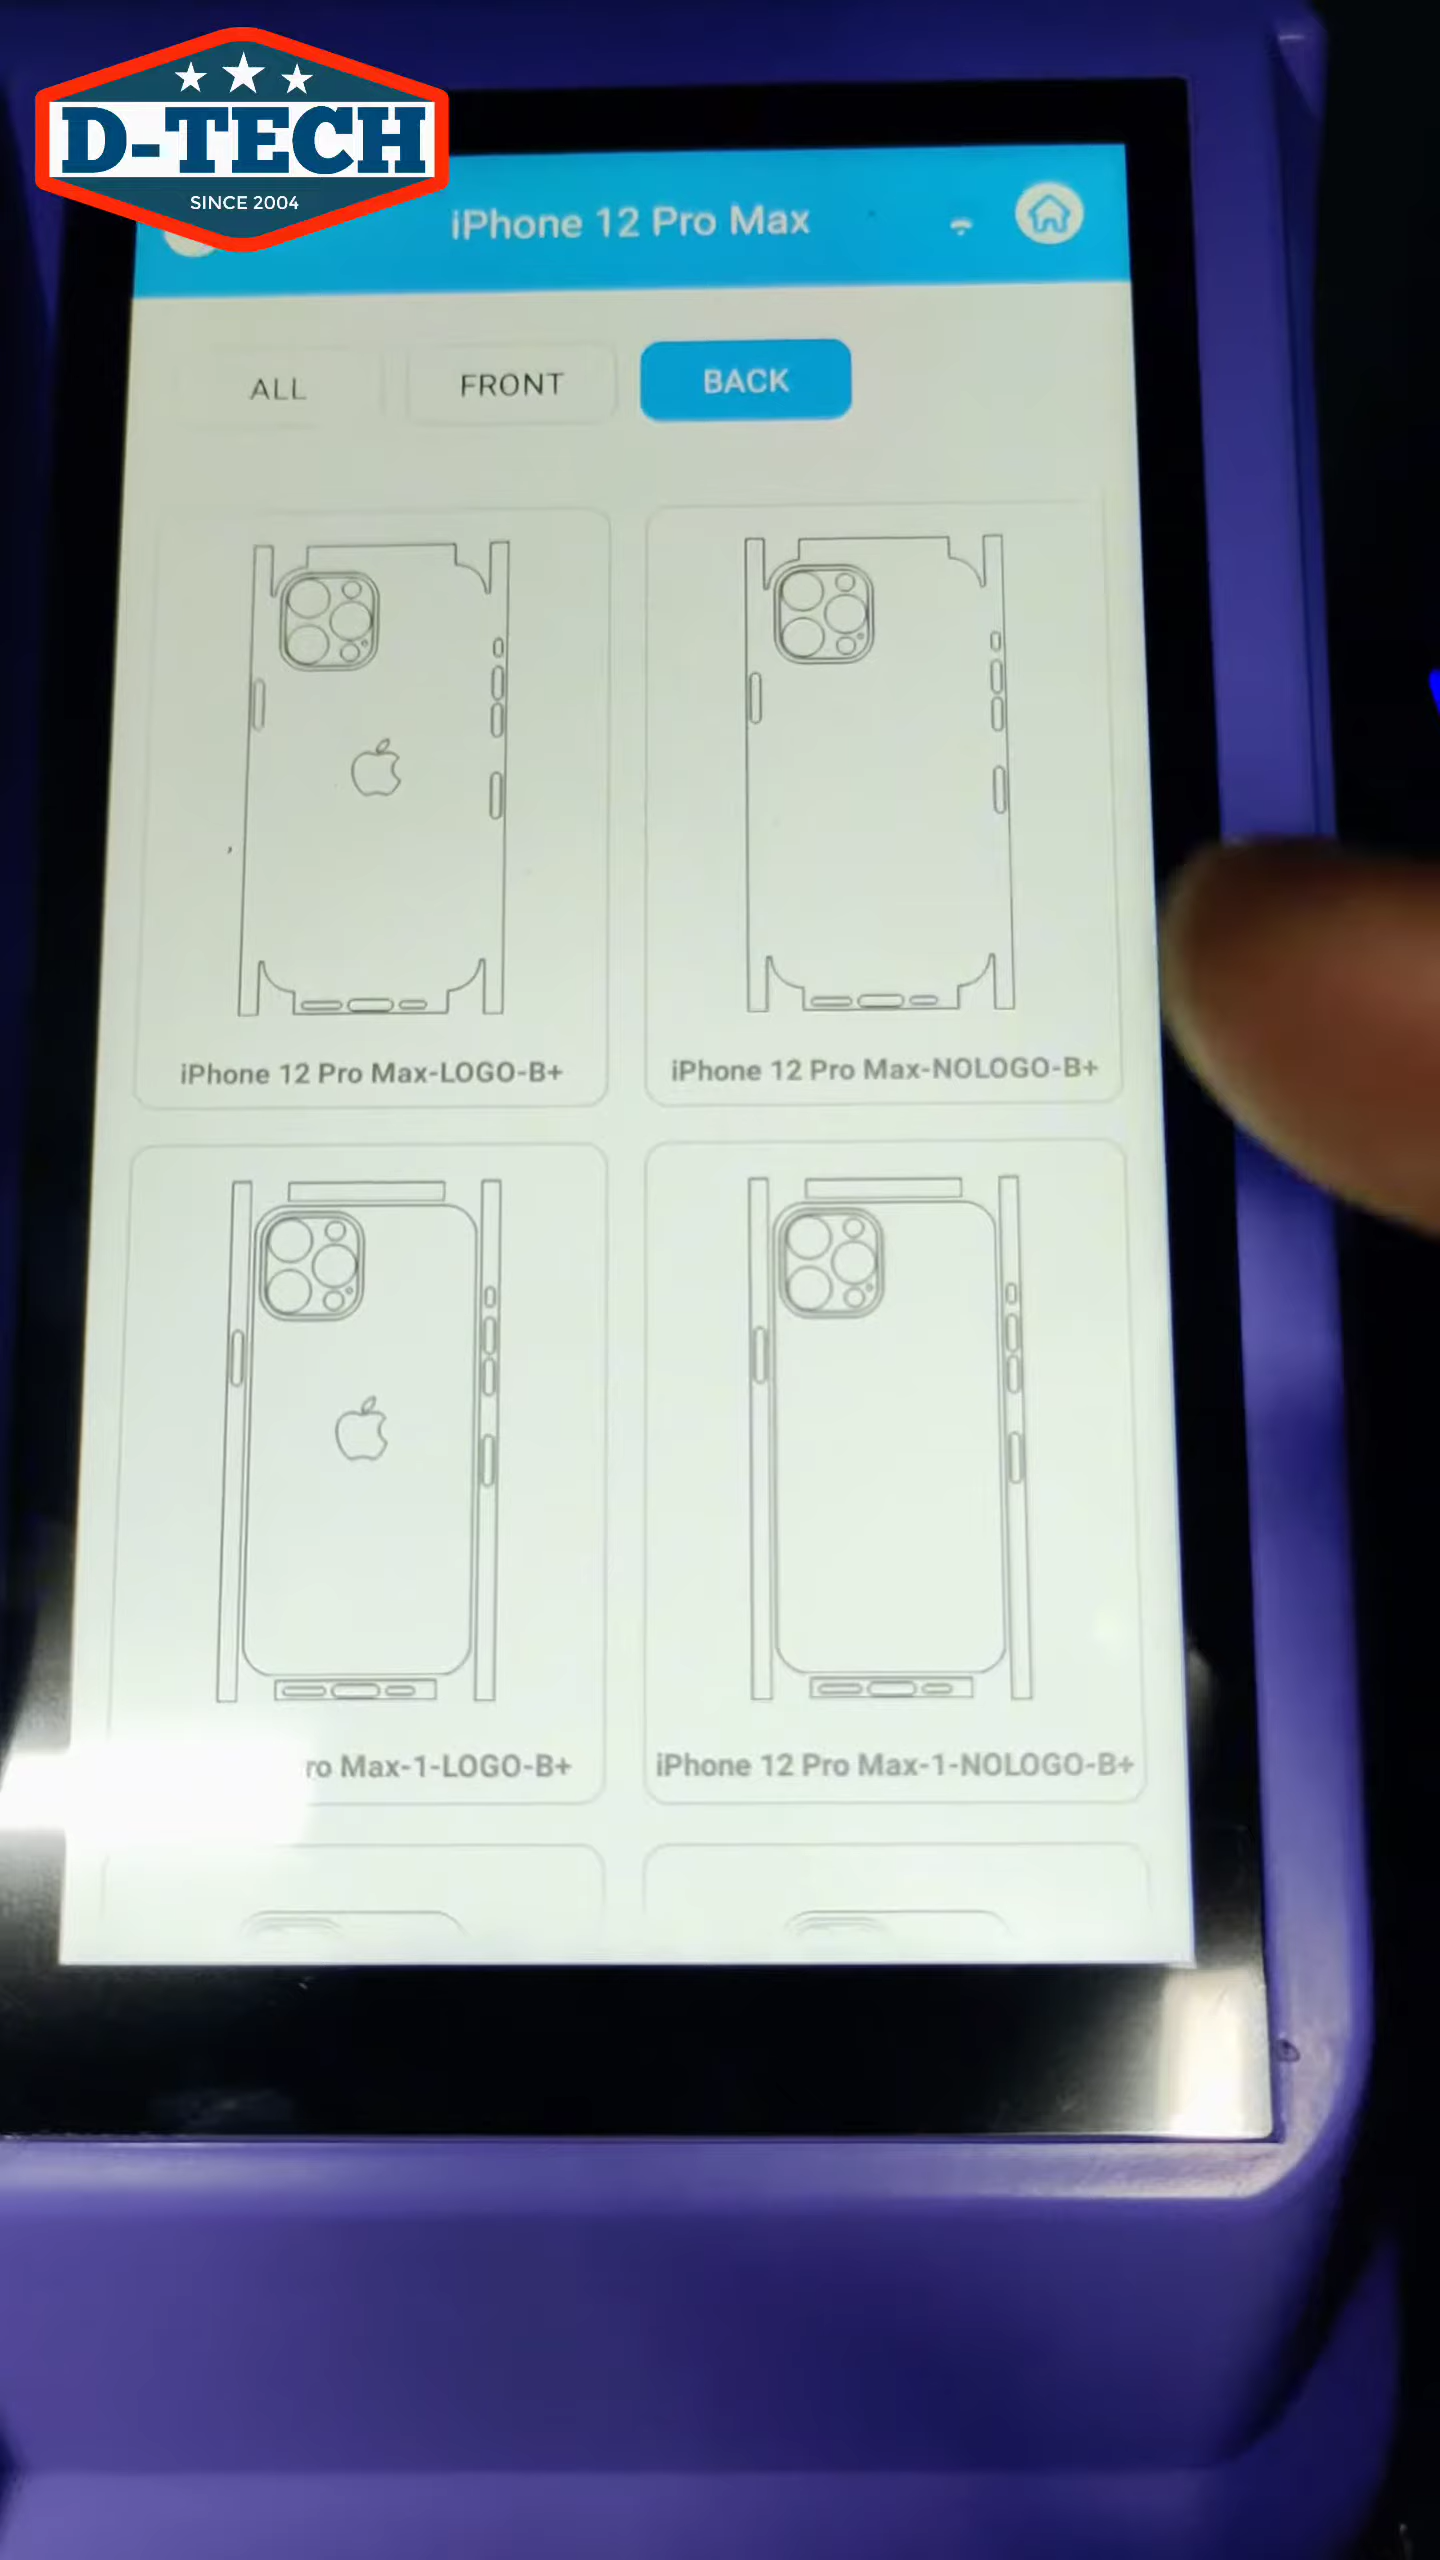 D-TECH
SINCE 2004
iPhone 12 Pro Max
ALL
FRONT
BACK
iPhone 12 Pro Max-LOGO-B+
iPhone 12 Pro Max-NOLOGO-B+
ro Max-1-LOGO-B+
iPhone 12 Pro Max-1-NOLOGO-B+